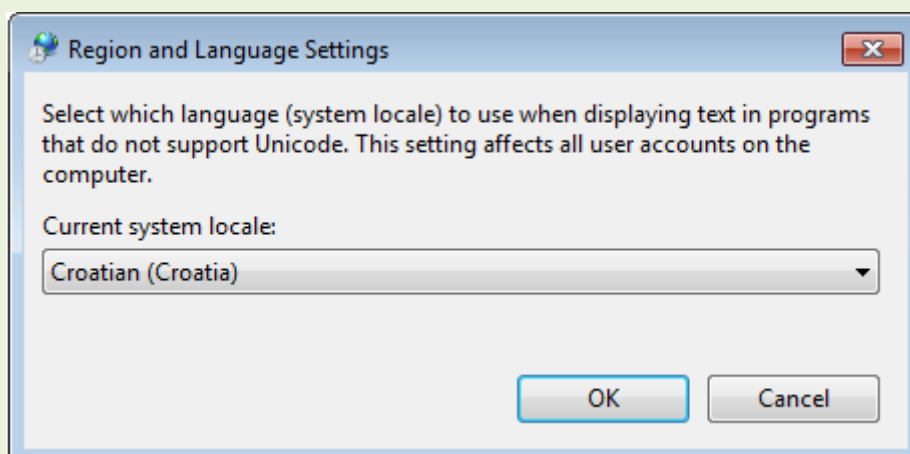 Region and Language Settings
Select which language (system locale) to use when displaying text in programs
that do not support Unicode. This setting affects all user accounts on the
computer.
Current system locale:
Croatian (Croatia)
OK
Cancel